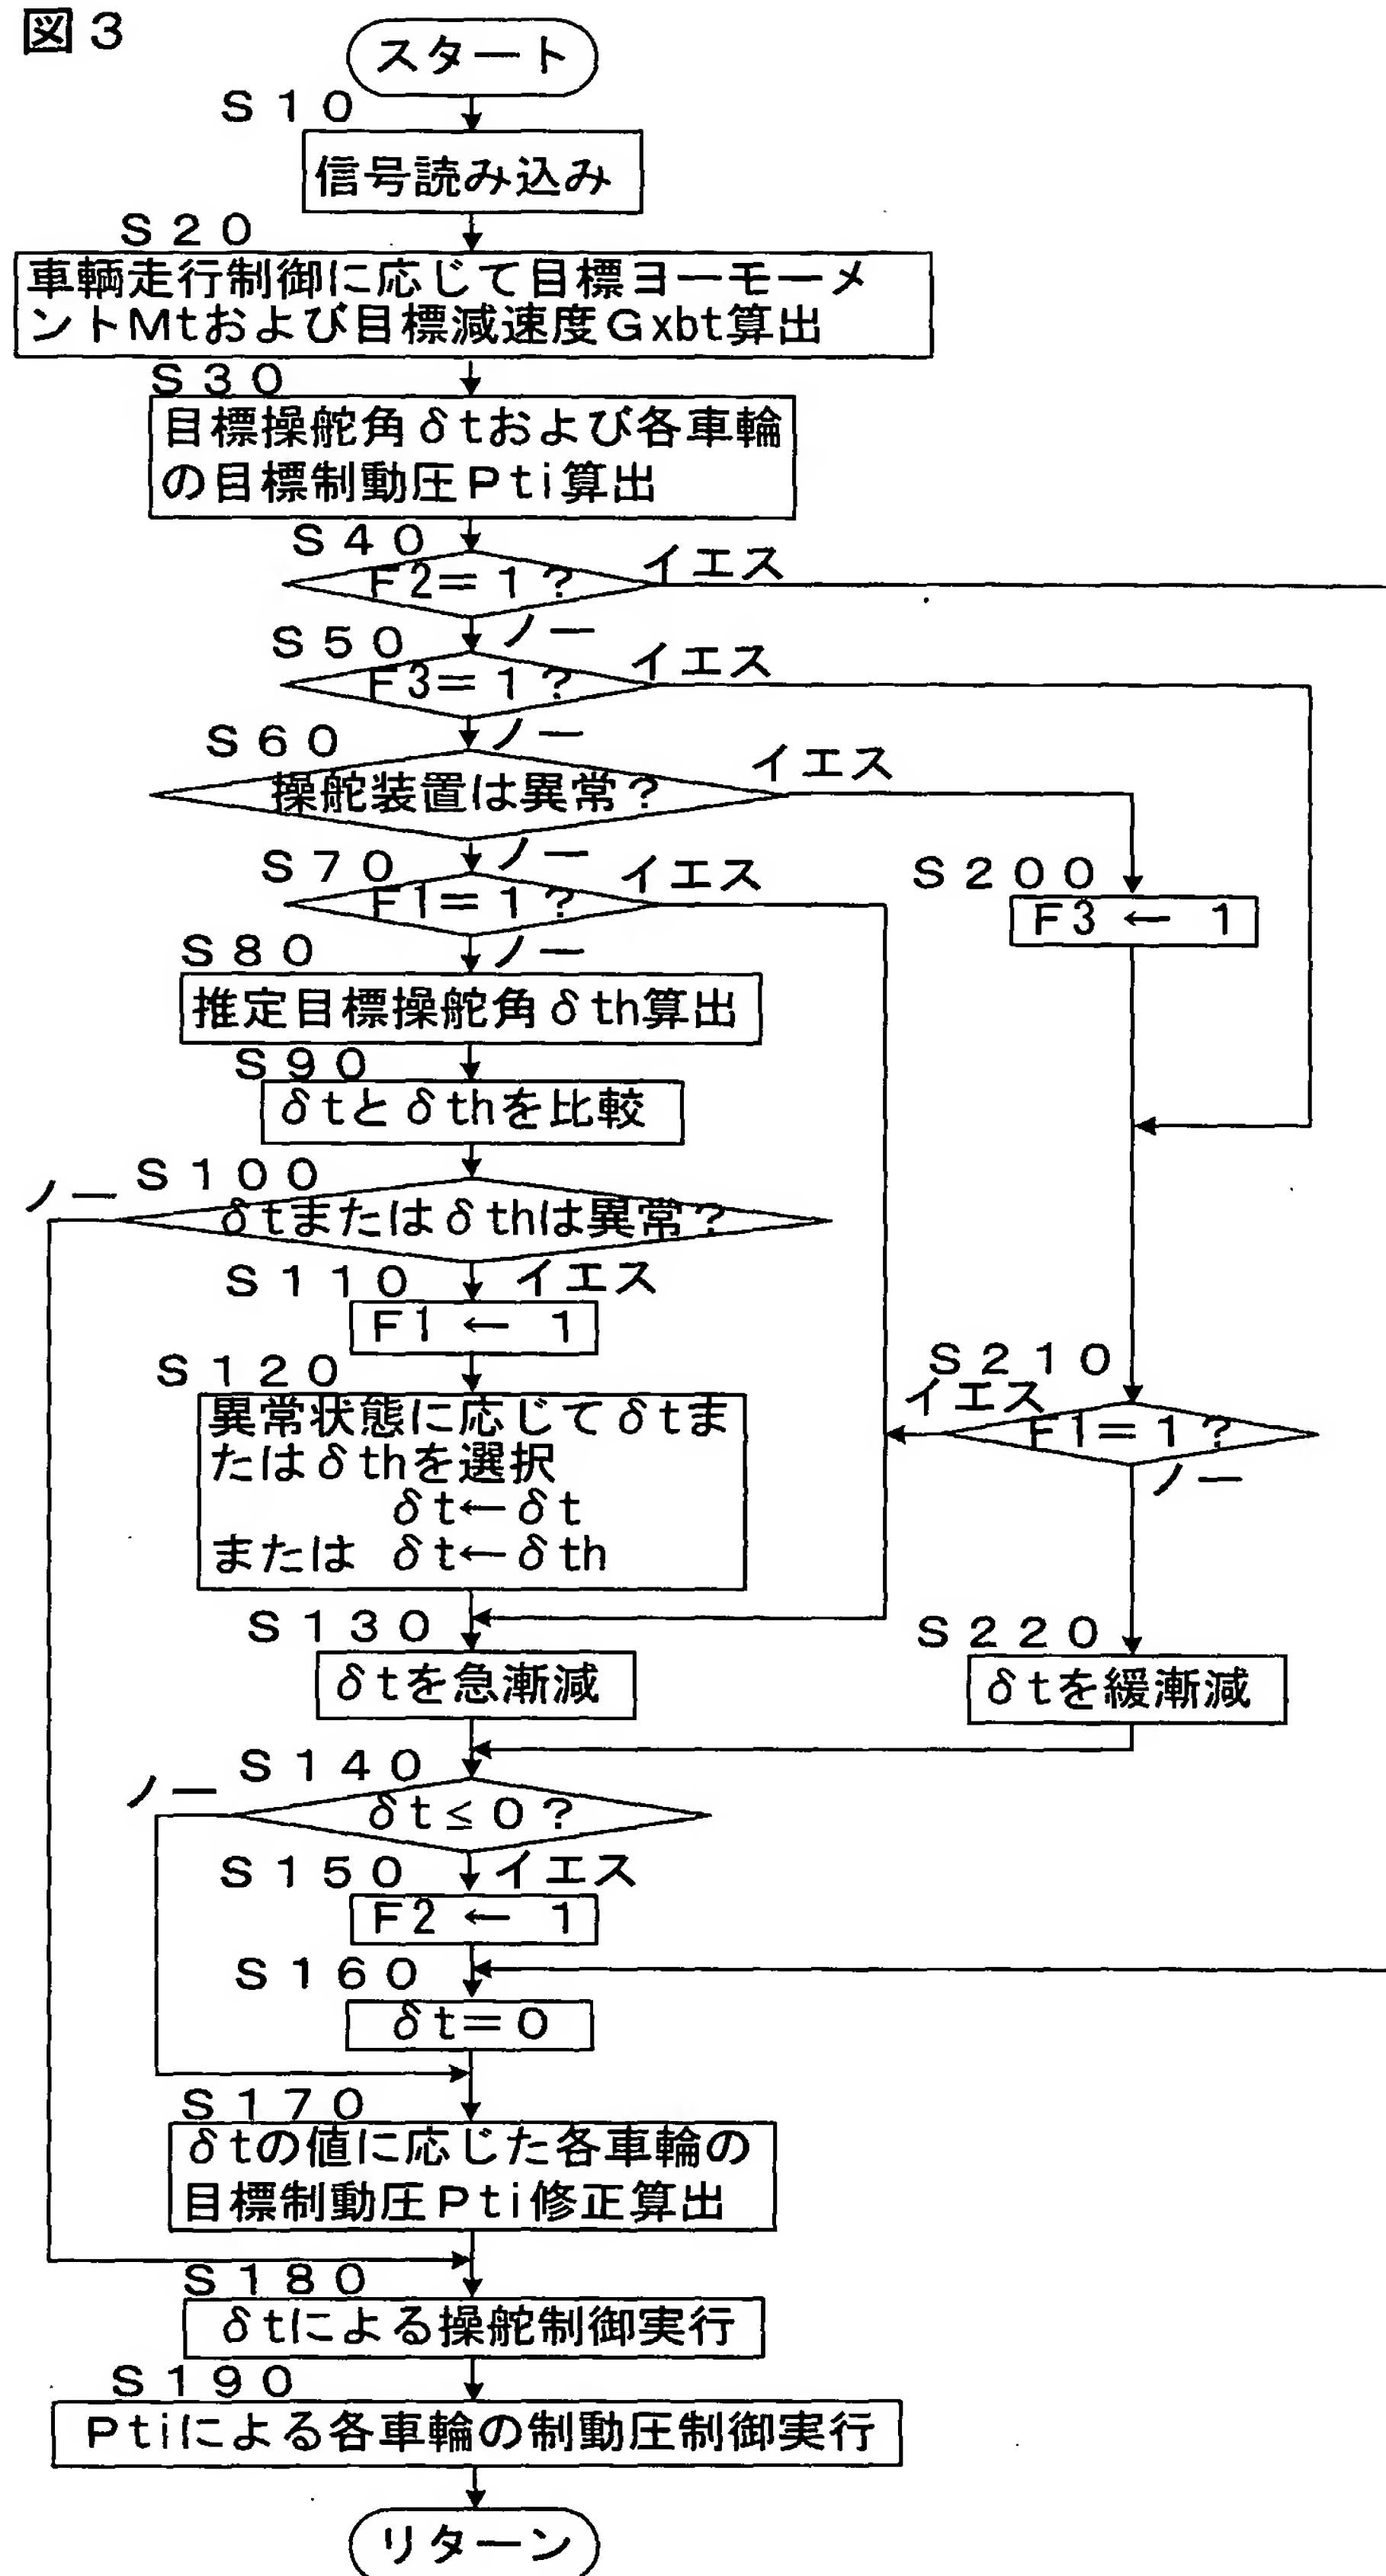 図3
スタート
S10
信号読み込み
S20
車輌走行制御に応じて目標ヨーモーメ
ントMtおよび目標減速度Gxbt算出
S30
目標操舵角δtおよび各車輪
の目標制動圧Pti算出
S40
F2=1?
イエス
ノー
S50
F3=1?
イエス
ノー
S60
操舵装置は異常?
イエス
ノー
S70
F1=1?
イエス
ノー
S200
F3 ← 1
S80
推定目標操舵角δth算出
S90
δtとδthを比較
S100
ノー
δtまたはδthは異常?
イエス
S110
F1 ← 1
S120
異常状態に応じてδtま
たはδthを選択
δt←δt
または δt←δth
S210
イエス
F1=1?
ノー
S130
δtを急漸減
S220
δtを緩漸減
S140
ノー
δt≤0?
イエス
S150
F2 ← 1
S160
δt=0
S170
δtの値に応じた各車輪の
目標制動圧Pti修正算出
S180
δtによる操舵制御実行
S190
Ptiによる各車輪の制動圧制御実行
リターン